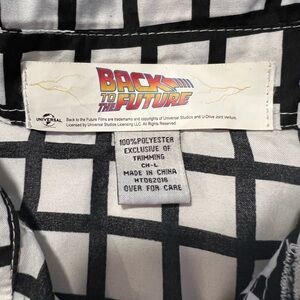 BACK
TO THE FUTURE
UNIVERSAL
Back to the Future Films are trademarks and copyrights of Universal Studios and U-Drive Joint Venture.
Licensed by Universal Studios Licensing LLC. All Rights Reserved.
100%POLYESTER
EXCLUSIVE OF
TRIMMING
CH-L
MADE IN CHINA
HT062016
OVER FOR CARE